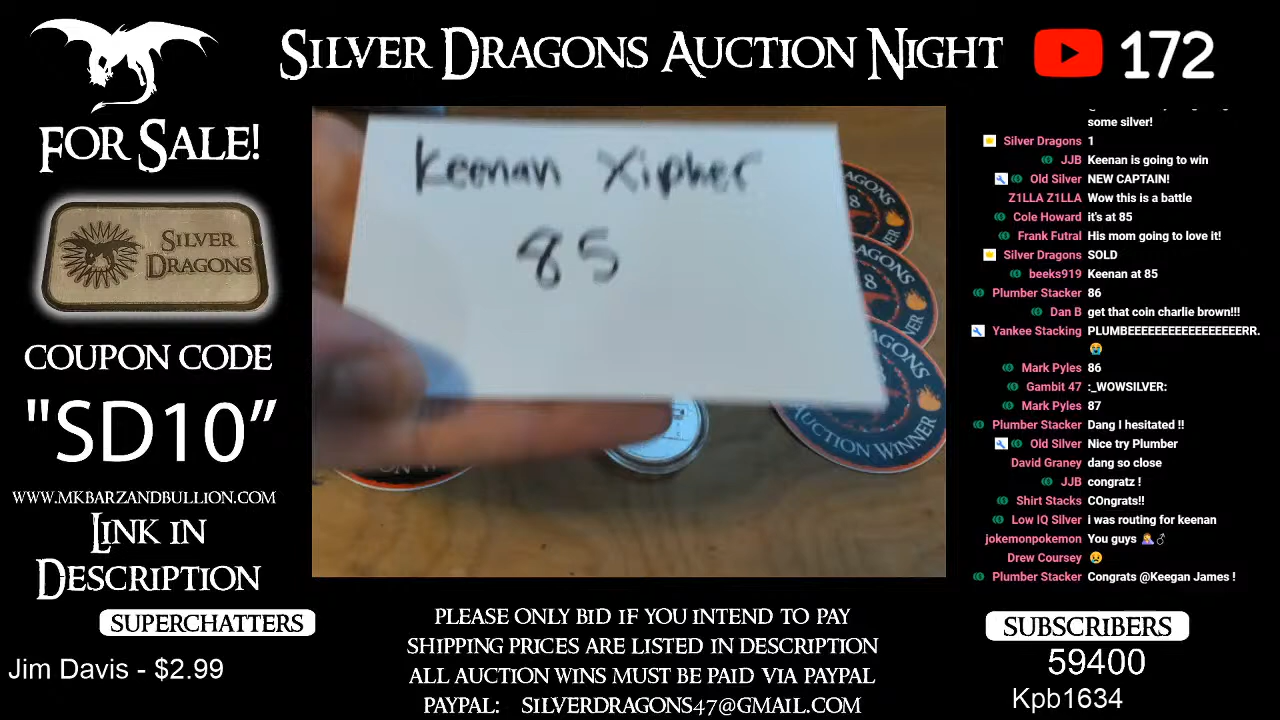 SILVER DRAGONS AUCTION NIGHT
172
FOR SALE!
SILVER
DRAGONS
COUPON CODE
"SD10"
WWW.MKBARZANDBULLION.COM
LINK IN
DESCRIPTION
SUPERCHATTERS
Jim Davis - $2.99
Keenan Xipher
85
AUCTION WINNER
PLEASE ONLY BID IF YOU INTEND TO PAY
SHIPPING PRICES ARE LISTED IN DESCRIPTION
ALL AUCTION WINS MUST BE PAID VIA PAYPAL
PAYPAL: SILVERDRAGONS47@GMAIL.COM
some silver!
Silver Dragons 1
JJB Keenan is going to win
Old Silver NEW CAPTAIN!
Z1LLA Z1LLA Wow this is a battle
Cole Howard it's at 85
Frank Futral His mom going to love it!
Silver Dragons SOLD
beeks919 Keenan at 85
Plumber Stacker 86
Dan B get that coin charlie brown!!!
Yankee Stacking PLUMBEEEEEEEEEEEEEEEEERR.
😭
Mark Pyles 86
Gambit 47 :_WOWSILVER:
Mark Pyles 87
Plumber Stacker Dang I hesitated !!
Old Silver Nice try Plumber
David Graney dang so close
JJB congratz !
Shirt Stacks COngrats!!
Low IQ Silver i was routing for keenan
jokemonpokemon You guys 🤦‍♂
Drew Coursey 😢
Plumber Stacker Congrats @Keegan James !
SUBSCRIBERS
59400
Kpb1634